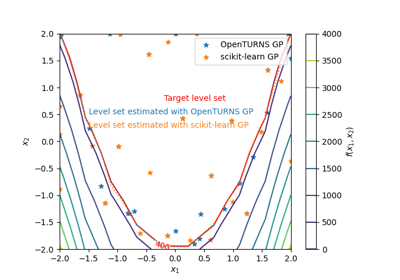 2.0
1.5
1.0
0.5
0.0
−0.5
−1.0
−1.5
−2.0
x₂
OpenTURNS GP
scikit-learn GP
Target level set
Level set estimated with OpenTURNS GP
Level set estimated with scikit-learn GP
−2.0 −1.5 −1.0 −0.5 0.0 0.5 1.0 1.5 2.0
x₁
4000
3500
3000
2500
2000
1500
1000
500
0
f(x₁, x₂)